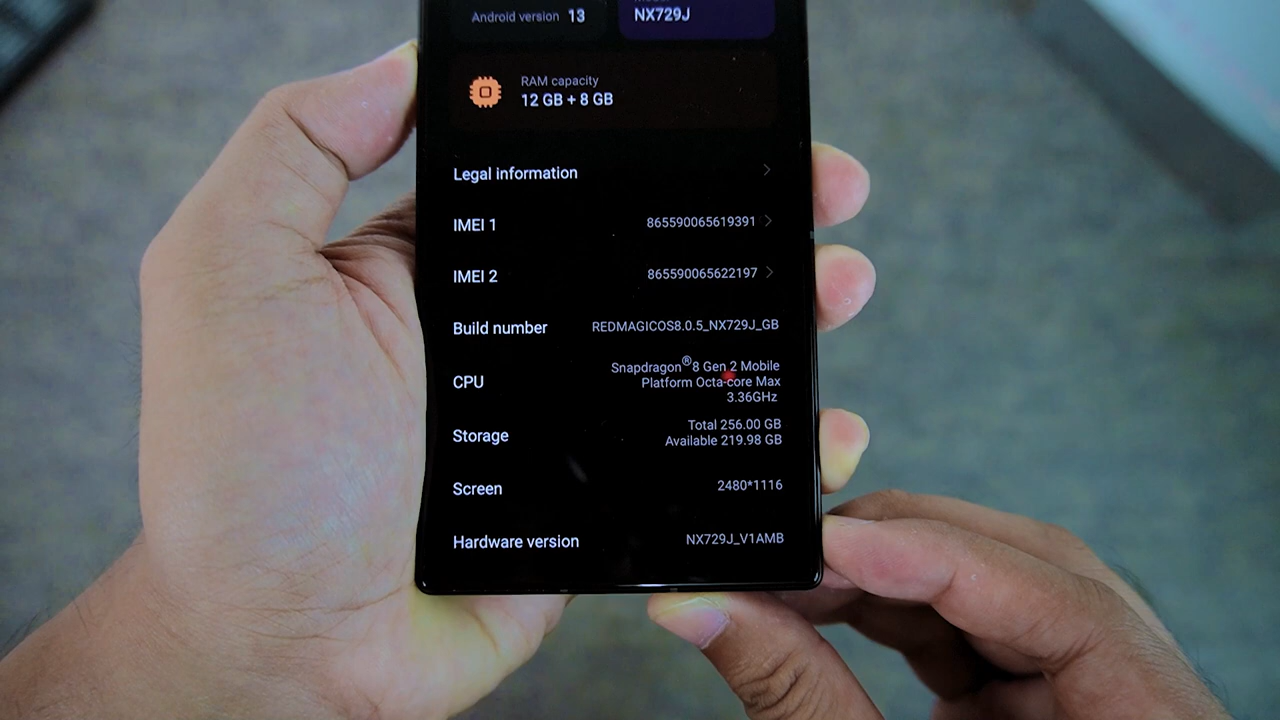 Android version 13
NX729J
RAM capacity
12 GB + 8 GB
Legal information
IMEI 1 865590065619391
IMEI 2 865590065622197
Build number REDMAGICOS8.0.5_NX729J_GB
CPU Snapdragon®8 Gen 2 Mobile
Platform Octa-core Max
3.36GHz
Storage Total 256.00 GB
Available 219.98 GB
Screen 2480*1116
Hardware version NX729J_V1AMB